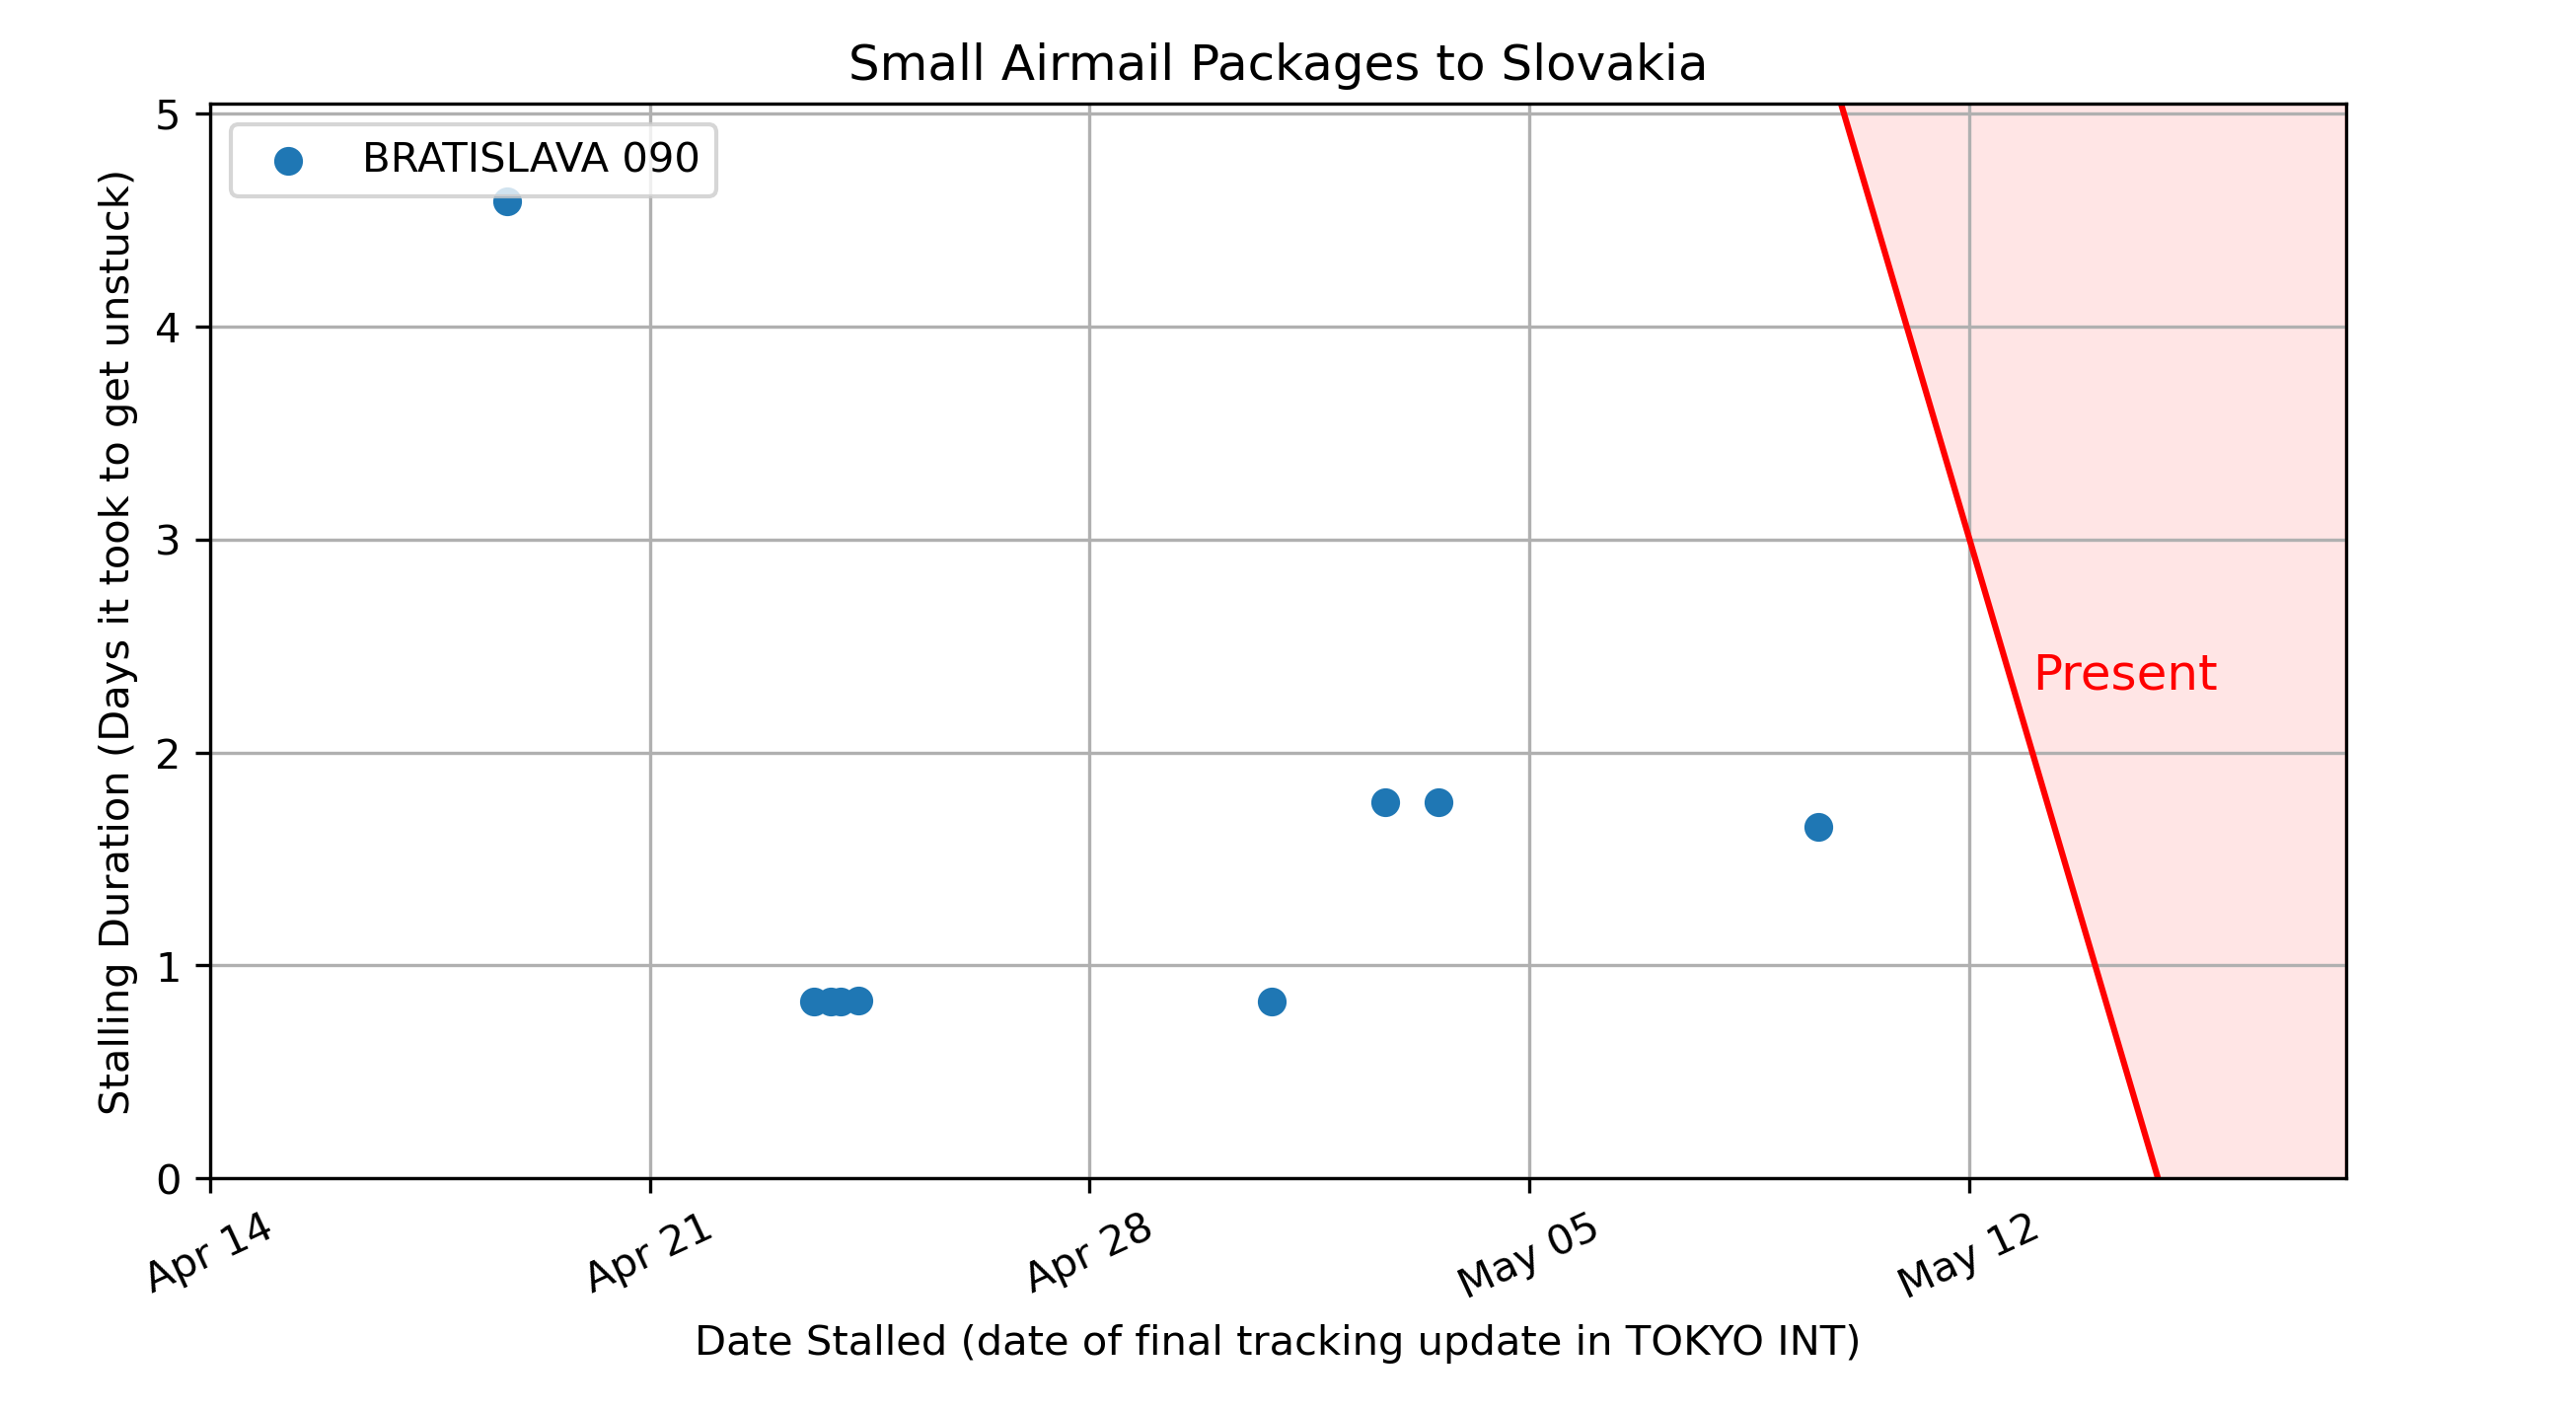 Small Airmail Packages to Slovakia
BRATISLAVA 090
Stalling Duration (Days it took to get unstuck)
5
4
3
2
1
0
Present
Apr 14
Apr 21
Apr 28
May 05
May 12
Date Stalled (date of final tracking update in TOKYO INT)